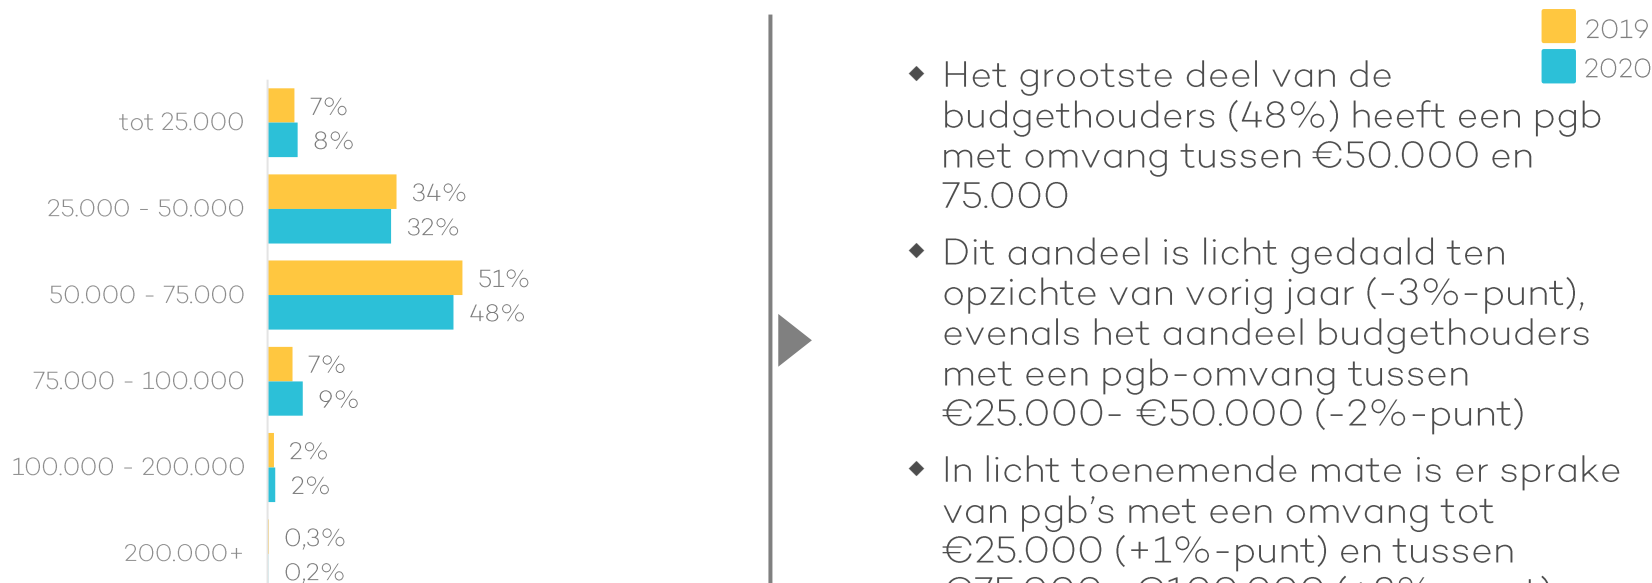 2019
2020
tot 25.000
7%
8%
25.000 - 50.000
34%
32%
50.000 - 75.000
51%
48%
75.000 - 100.000
7%
9%
100.000 - 200.000
2%
2%
200.000+
0,3%
0,2%
Het grootste deel van de
budgethouders (48%) heeft een pgb
met omvang tussen €50.000 en
75.000
Dit aandeel is licht gedaald ten
opzichte van vorig jaar (-3%-punt),
evenals het aandeel budgethouders
met een pgb-omvang tussen
€25.000- €50.000 (-2%-punt)
In licht toenemende mate is er sprake
van pgb's met een omvang tot
€25.000 (+1%-punt) en tussen